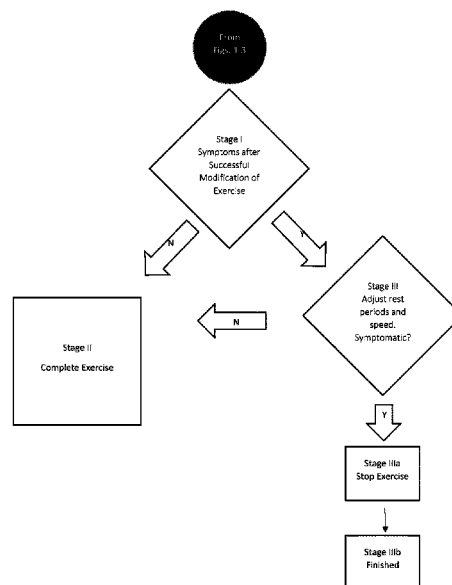 From
Figs. 1-3
Stage I
Symptoms after
Successful
Modification of
Exercise
N
Y
Stage III
Adjust rest
periods and
speed.
Symptomatic?
N
Stage II
Complete Exercise
Y
Stage IIIa
Stop Exercise
Stage IIIb
Finished